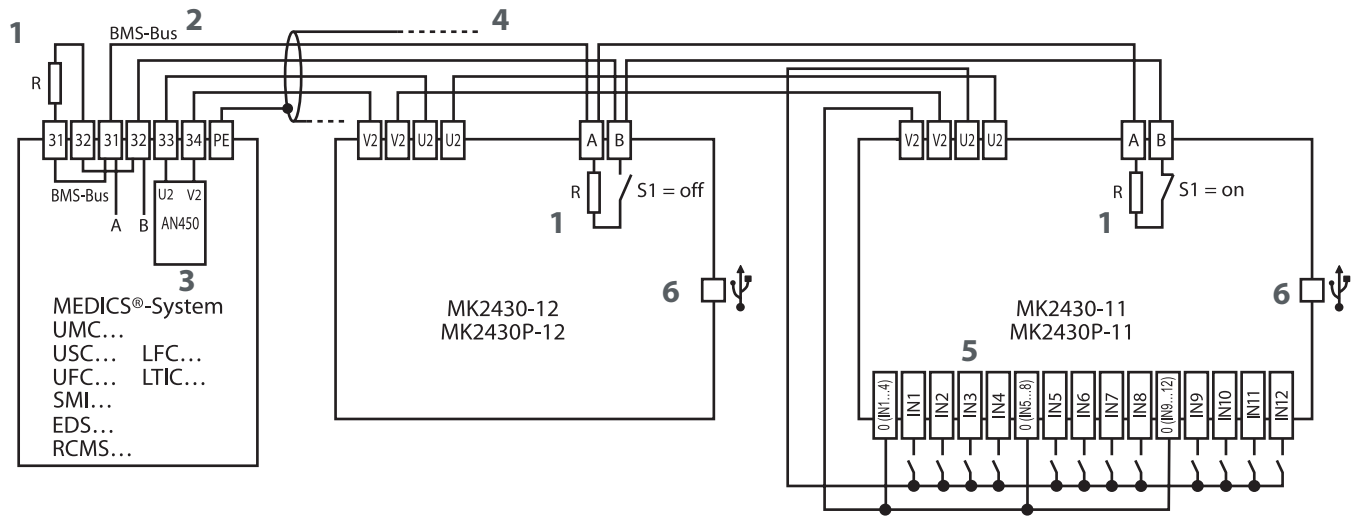 1
BMS-Bus 2
4
R
31 32 31 32 33 34 PE
BMS-Bus
A B
U2 V2
AN450
3
MEDICS®-System
UMC…
USC… LFC…
UFC… LTIC…
SMI…
EDS…
RCMS…
V2 V2 U2 U2
A B
R
S1 = off
1
6
MK2430-12
MK2430P-12
V2 V2 U2 U2
A B
R
S1 = on
1
6
MK2430-11
MK2430P-11
5
0 (IN1...4) IN1 IN2 IN3 IN4 0 (IN5...8) IN5 IN6 IN7 IN8 0 (IN9...12) IN9 IN10 IN11 IN12